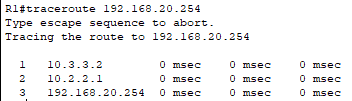 R1#traceroute 192.168.20.254
Type escape sequence to abort.
Tracing the route to 192.168.20.254
1 10.3.3.2 0 msec 0 msec 0 msec
2 10.2.2.1 0 msec 0 msec 0 msec
3 192.168.20.254 0 msec 0 msec 0 msec